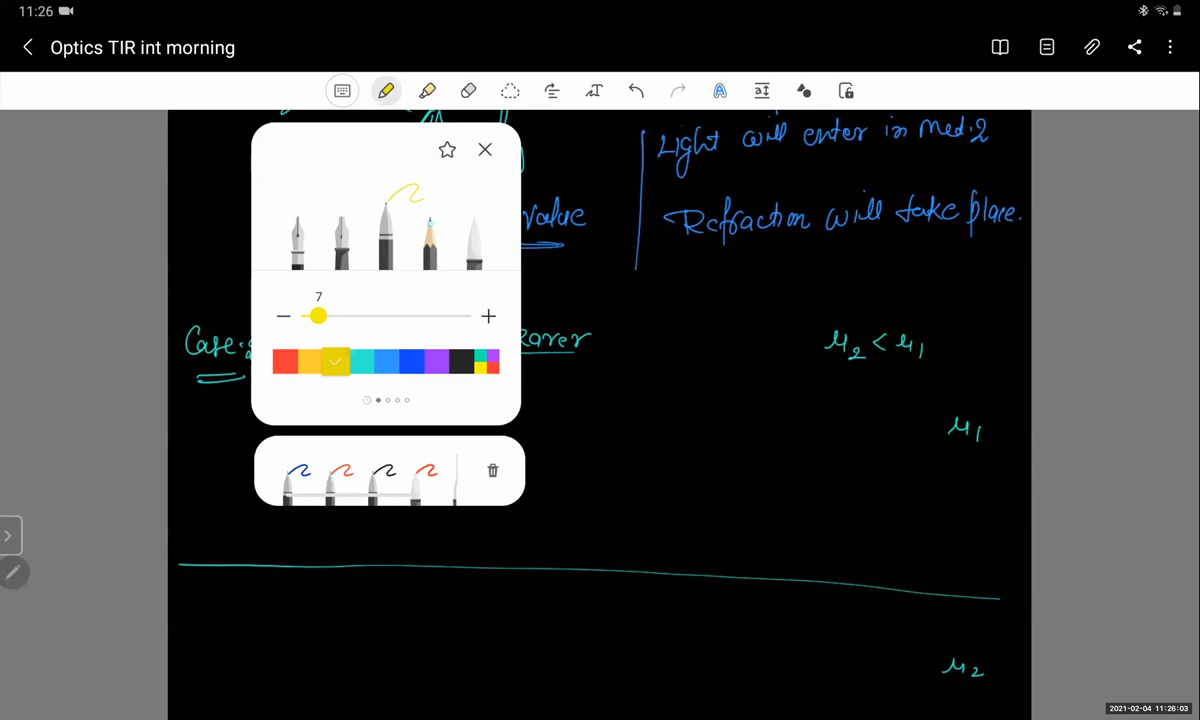 11:26
Optics TIR int morning
Light will enter in Med:2
value
Refraction will take place.
7
Case:
Rarer
μ2 < μ1
μ1
μ2
2021-02-04 11:26:03